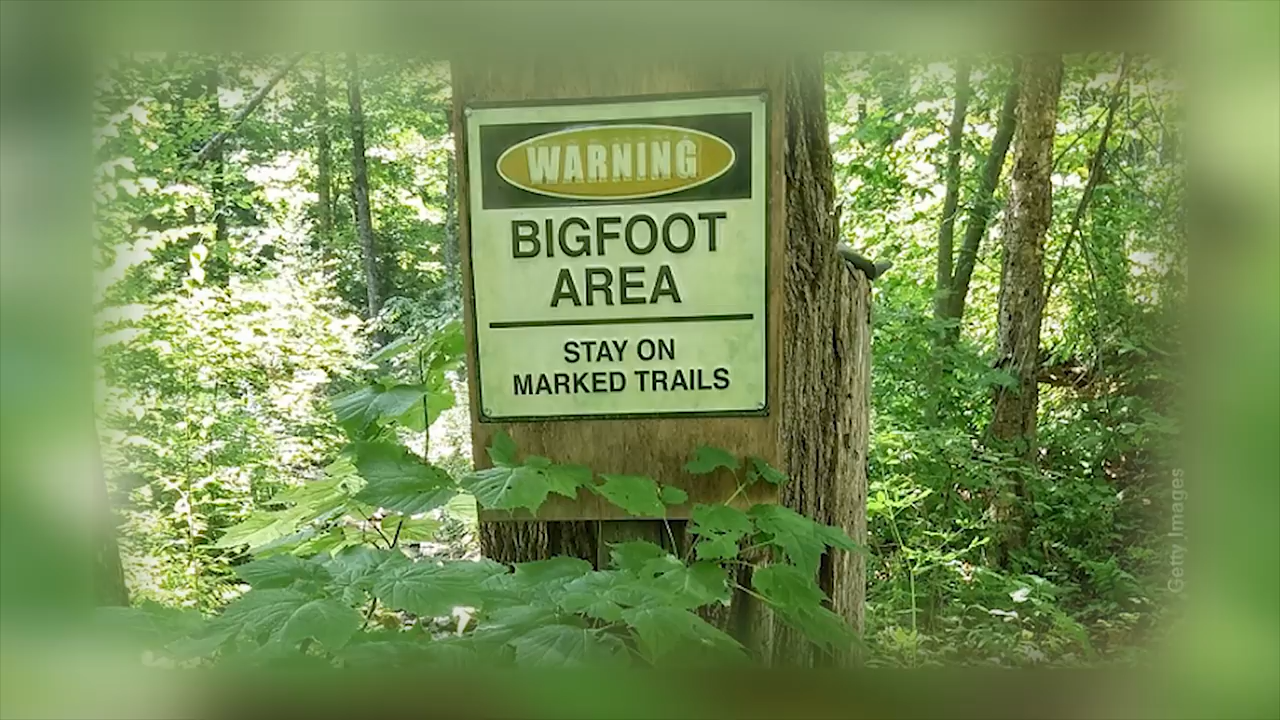 WARNING
BIGFOOT
AREA
STAY ON
MARKED TRAILS
Getty Images